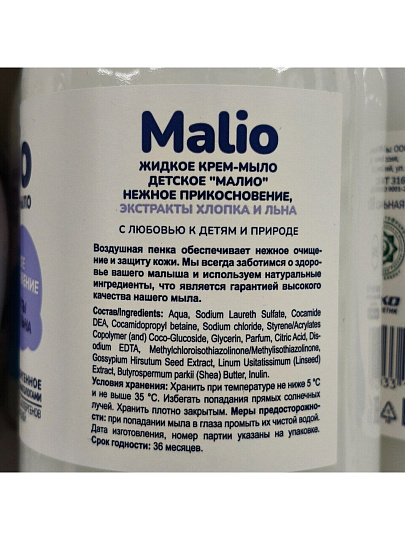 Malio
ЖИДКОЕ КРЕМ-МЫЛО
ДЕТСКОЕ "МАЛИО"
НЕЖНОЕ ПРИКОСНОВЕНИЕ,
ЭКСТРАКТЫ ХЛОПКА И ЛЬНА
С ЛЮБОВЬЮ К ДЕТЯМ И ПРИРОДЕ
Воздушная пенка обеспечивает нежное очище-
ние и защиту кожи. Мы всегда заботимся о здоро-
вье вашего малыша и используем натуральные
ингредиенты, что является гарантией высокого
качества нашего мыла.
Состав/Ingredients: Aqua, Sodium Laureth Sulfate, Cocamide
DEA, Cocamidopropyl betaine, Sodium chloride, Styrene/Acrylates
Copolymer (and) Coco-Glucoside, Glycerin, Parfum, Citric Acid, Dis-
odium EDTA, Methylchloroisothiazolinone/Methylisothiazolinone,
Gossypium Hirsutum Seed Extract, Linum Usitatissimum (Linseed)
Extract, Butyrospermum parkii (Shea) Butter, Inulin.
Условия хранения: Хранить при температуре не ниже 5 °C
и не выше 35 °C. Избегать попадания прямых солнечных
лучей. Хранить плотно закрытым. Меры предосторожно-
сти: при попадании мыла в глаза промыть их чистой водой.
Дата изготовления, номер партии указаны на упаковке.
Срок годности: 36 месяцев.